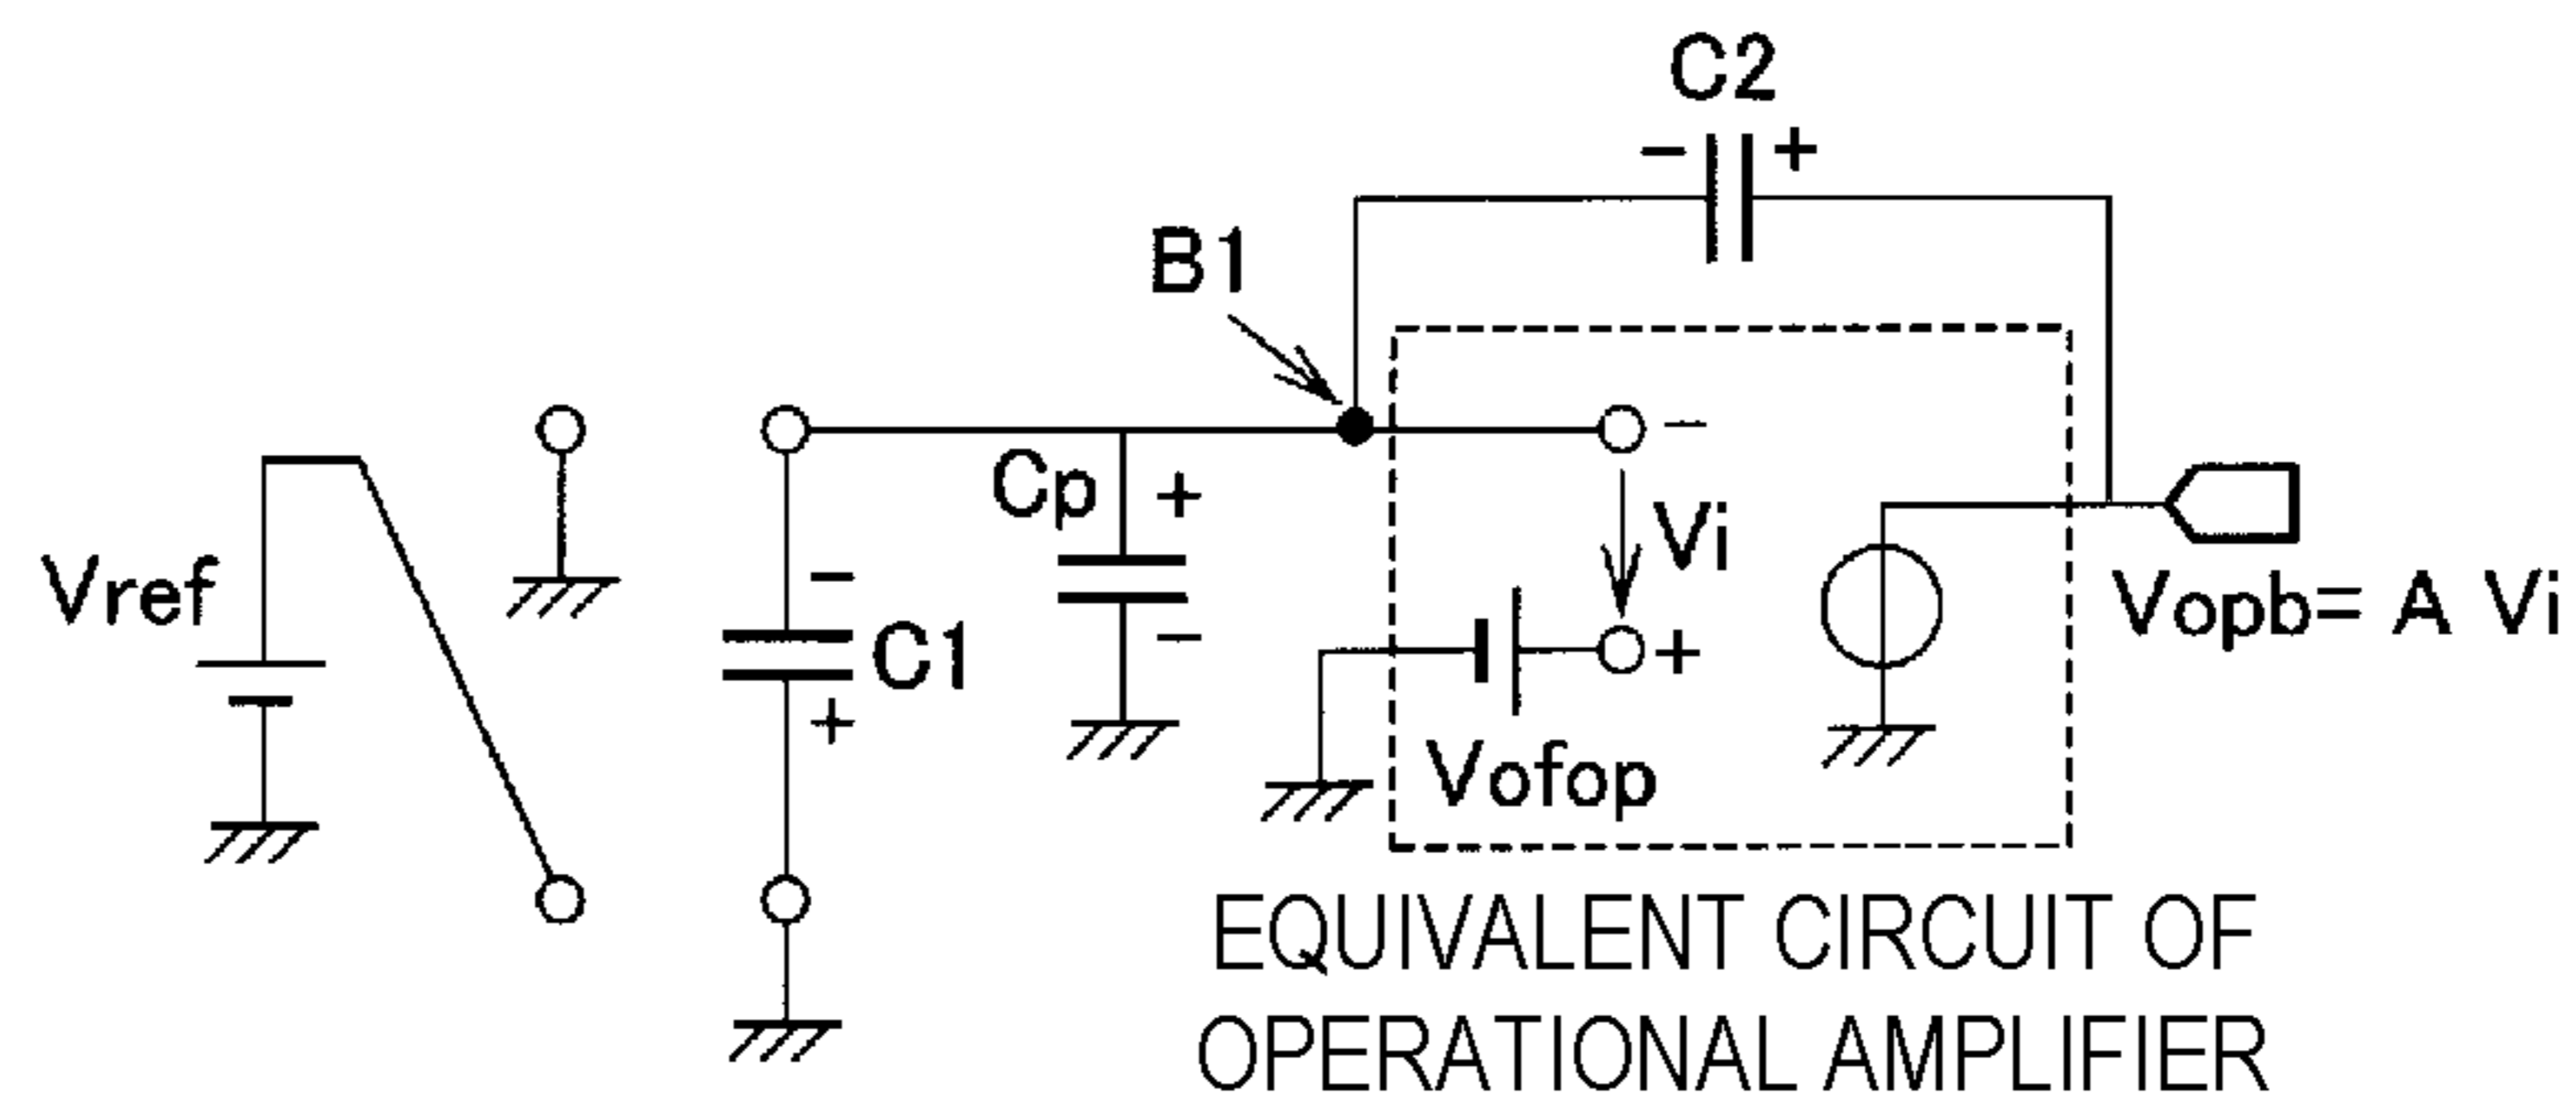 C2
- +
B1
-
Cp
+
Vi
Vref
-
C1
-
+
Vopb= A Vi
+
Vofop
EQUIVALENT CIRCUIT OF
OPERATIONAL AMPLIFIER